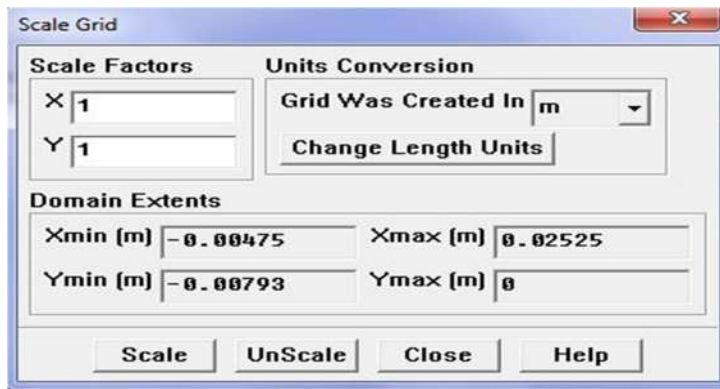 Scale Grid
Scale Factors
X 1
Y 1
Units Conversion
Grid Was Created In m
Change Length Units
Domain Extents
Xmin (m) -0.00475 Xmax (m) 0.02525
Ymin (m) -0.00793 Ymax (m) 0
Scale UnScale Close Help